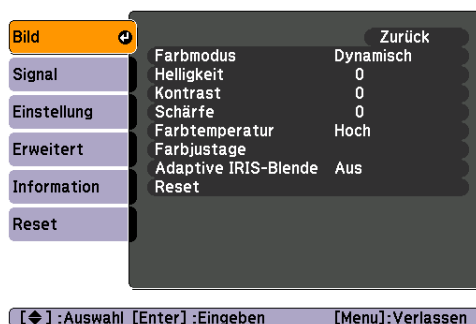 Bild
Signal
Einstellung
Erweitert
Information
Reset
Zurück
Farbmodus Dynamisch
Helligkeit 0
Kontrast 0
Schärfe 0
Farbtemperatur Hoch
Farbjustage
Adaptive IRIS-Blende Aus
Reset
[◆] :Auswahl [Enter] :Eingeben [Menu]:Verlassen